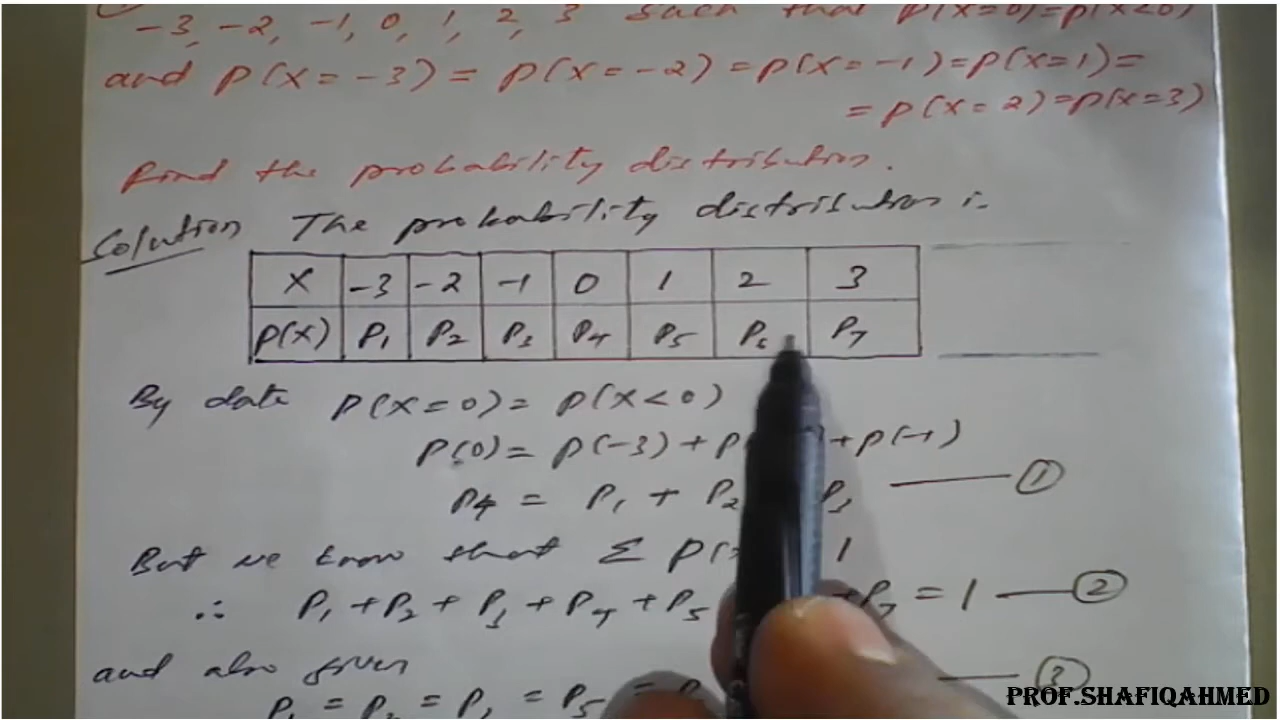 -3, -2, -1, 0, 1, 2, 3 such that P(X=0)=P(X<0)
and P(X=-3) = P(X=-2) = P(X=-1) = P(X=1) =
= P(X=2) = P(X=3)
Find the probability distribution.
Solution The probability distribution is
X -3 -2 -1 0 1 2 3
P(X) P1 P2 P3 P4 P5 P6 P7
By data P(X=0) = P(X<0)
P(0) = P(-3) + P + P(-1)
P4 = P1 + P2 P3 ①
But we know that Σ P( 1
∴ P1 + P2 + P3 + P4 + P5 + P7 = 1 ②
and also given
P1 = P2 = P3 = P5 = P ③
PROF.SHAFIQAHMED